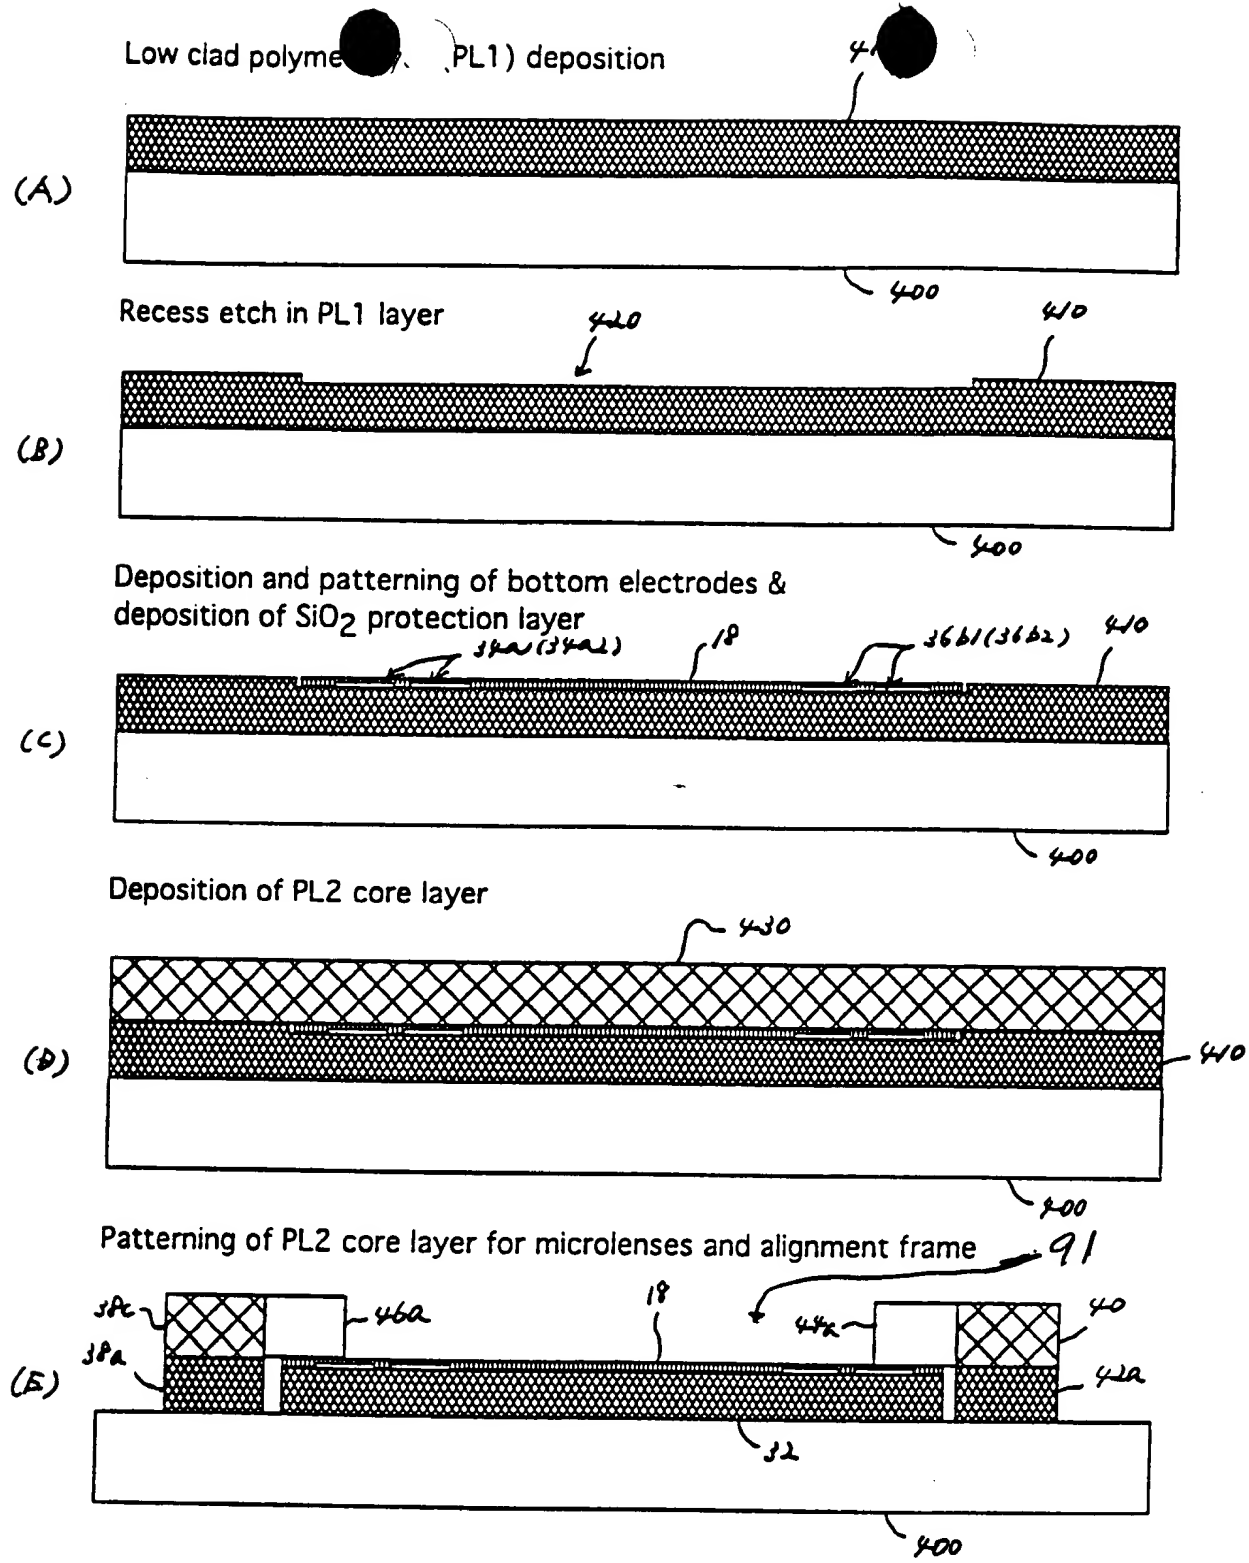 Low clad polyme PL1) deposition
(A)
400
Recess etch in PL1 layer
420
410
(B)
400
Deposition and patterning of bottom electrodes &
deposition of SiO2 protection layer
34a1(34a2)
18
36b1(36b2)
410
(C)
400
Deposition of PL2 core layer
430
(D)
410
400
Patterning of PL2 core layer for microlenses and alignment frame
91
38c
46a
18
44a
40
38a
(E)
42a
32
400